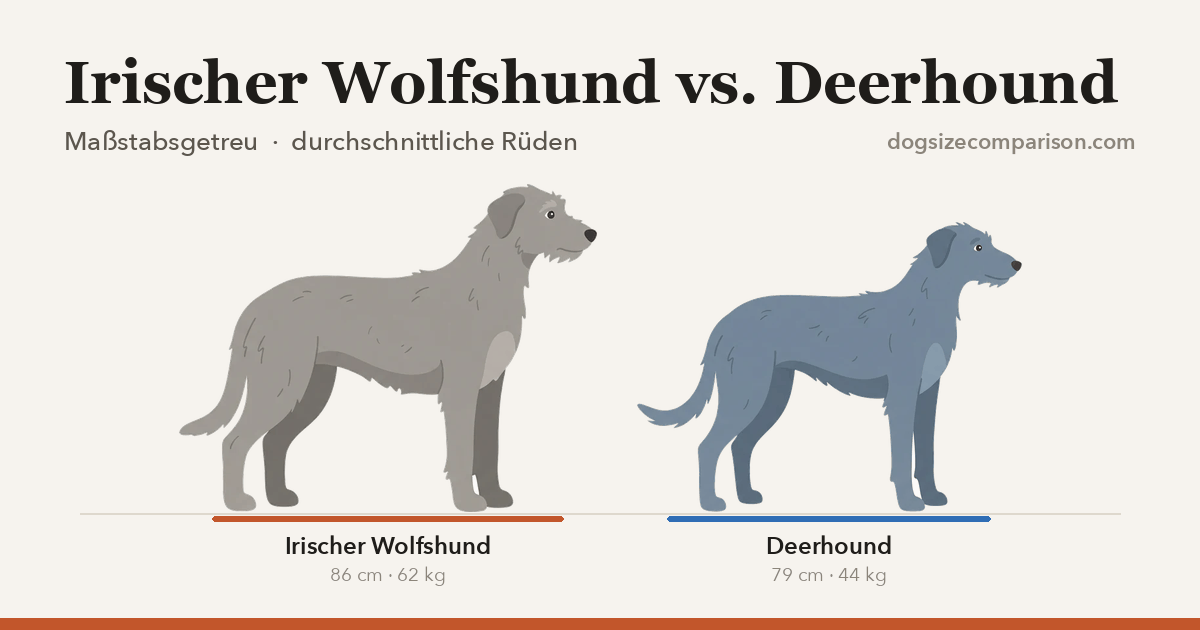 Irischer Wolfshund vs. Deerhound
Maßstabsgetreu · durchschnittliche Rüden
dogsizecomparison.com
Irischer Wolfshund
86 cm · 62 kg
Deerhound
79 cm · 44 kg